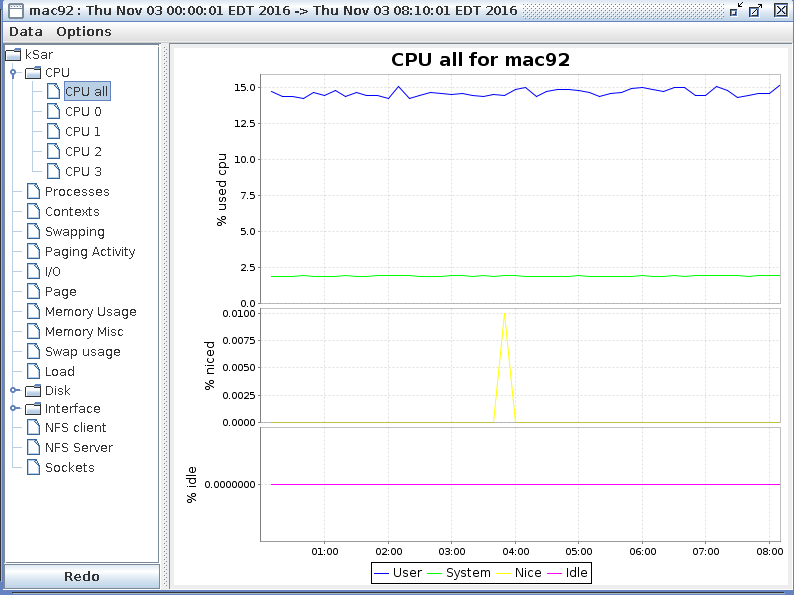 mac92 : Thu Nov 03 00:00:01 EDT 2016 -> Thu Nov 03 08:10:01 EDT 2016
Data Options
kSar
CPU
CPU all
CPU 0
CPU 1
CPU 2
CPU 3
Processes
Contexts
Swapping
Paging Activity
I/O
Page
Memory Usage
Memory Misc
Swap usage
Load
Disk
Interface
NFS client
NFS Server
Sockets
Redo
CPU all for mac92
% used cpu
15.0
12.5
10.0
7.5
5.0
2.5
0.0
% niced
0.0100
0.0075
0.0050
0.0025
0.0000
% idle
0.0000000
01:00 02:00 03:00 04:00 05:00 06:00 07:00 08:00
User System Nice Idle